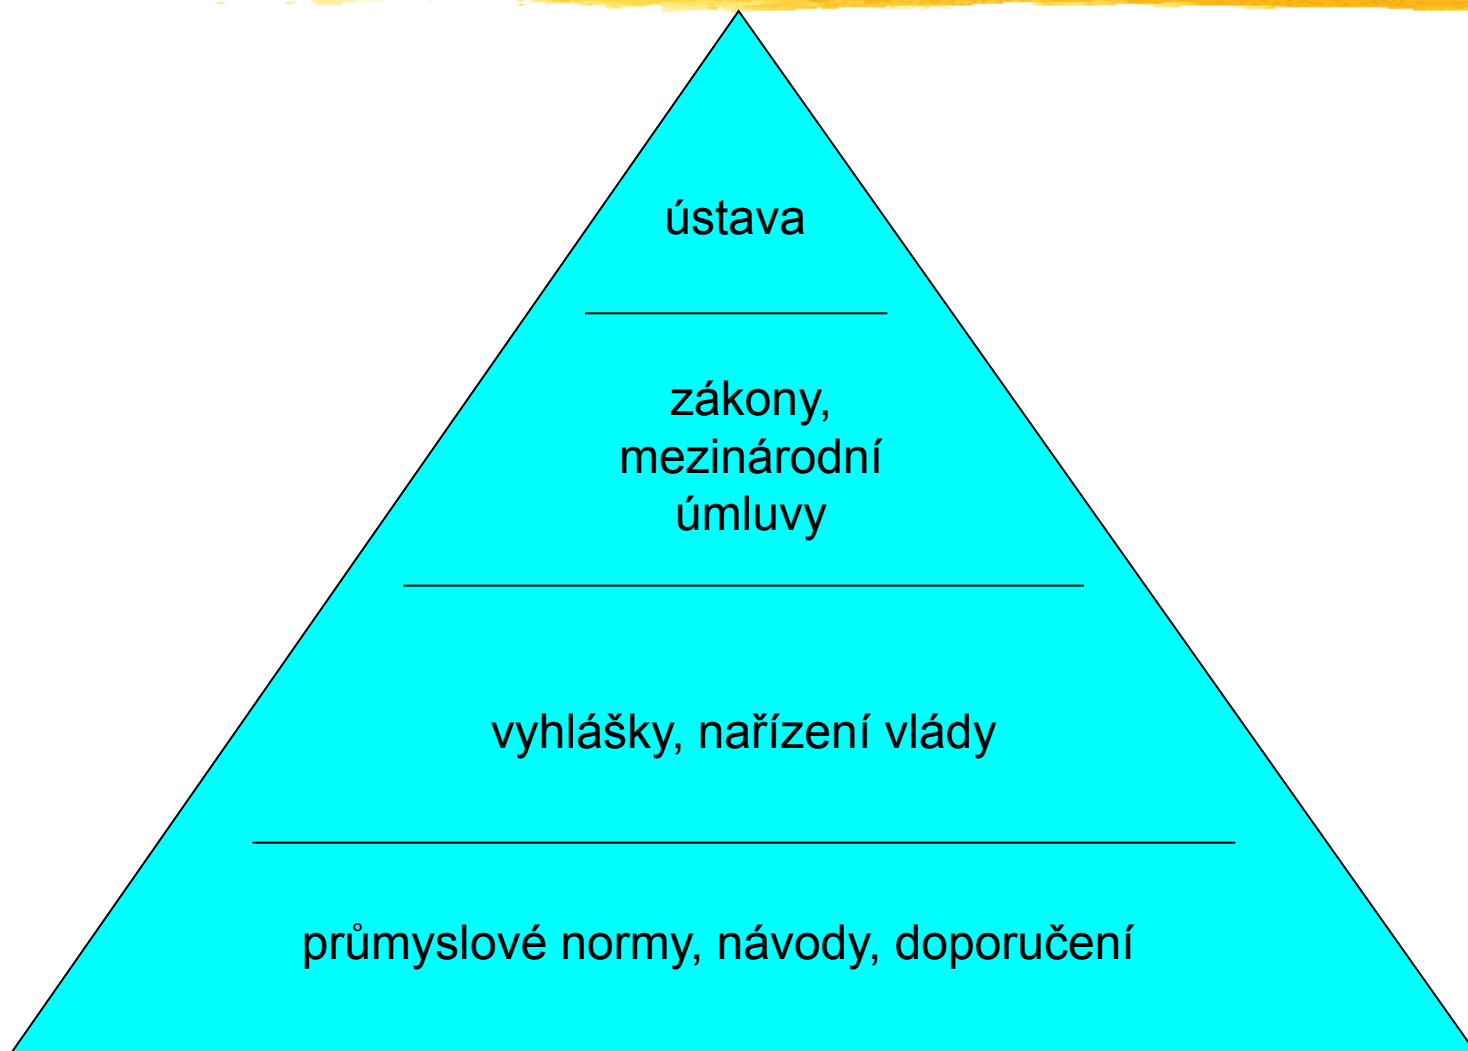 ústava
zákony,
mezinárodní
úmluvy
vyhlášky, nařízení vlády
průmyslové normy, návody, doporučení